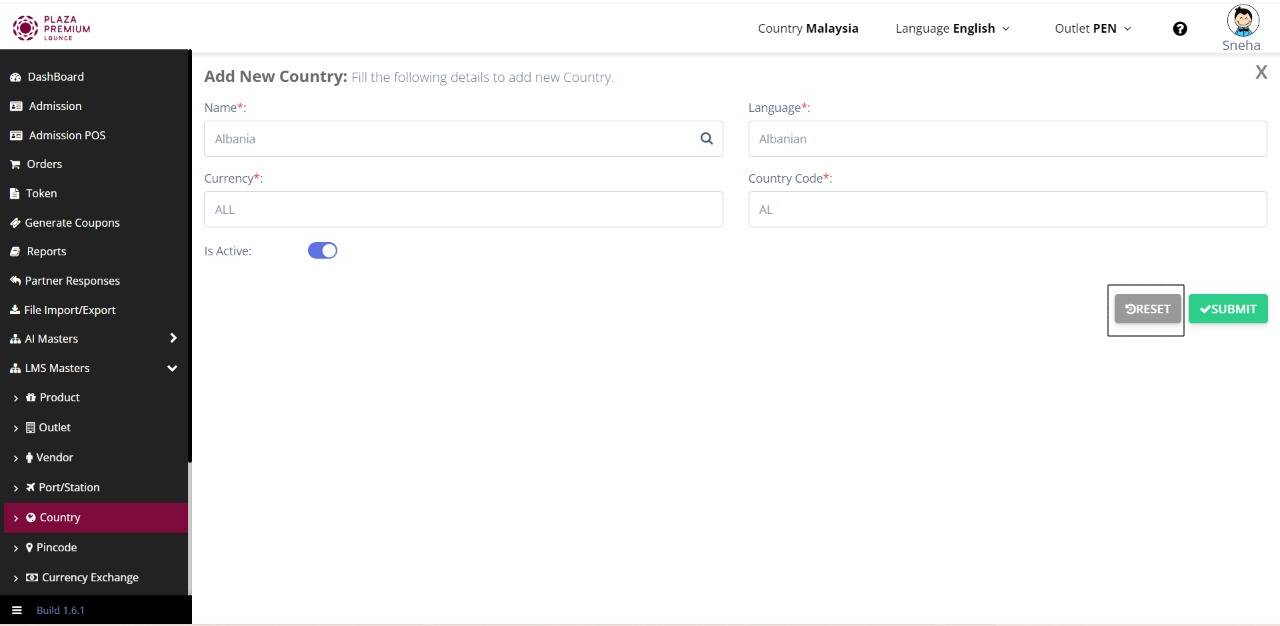 PLAZA
PREMIUM
LOUNGE
Country Malaysia
Language English
Outlet PEN
Sneha
DashBoard
Admission
Admission POS
Orders
Token
Generate Coupons
Reports
Partner Responses
File Import/Export
AI Masters
LMS Masters
Product
Outlet
Vendor
Port/Station
Country
Pincode
Currency Exchange
Build 1.6.1
Add New Country: Fill the following details to add new Country.
X
Name*:
Language*:
Albania
Albanian
Currency*:
Country Code*:
ALL
AL
Is Active:
RESET
SUBMIT